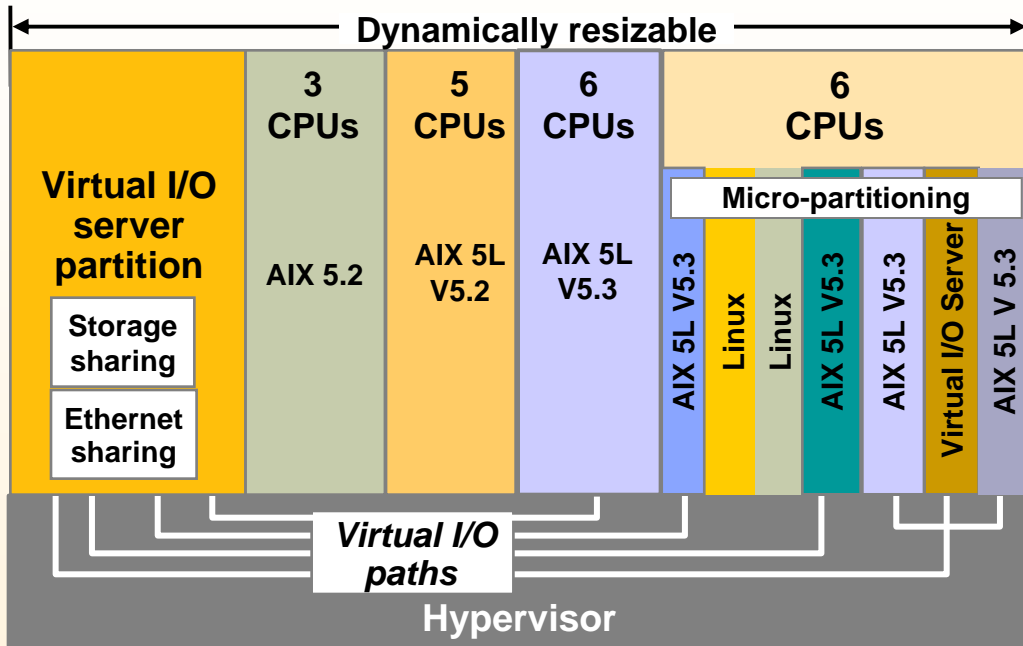 Dynamically resizable
Virtual I/O
server
partition
Storage
sharing
Ethernet
sharing
3
CPUs
AIX 5.2
5
CPUs
AIX 5L
V5.2
6
CPUs
AIX 5L
V5.3
6
CPUs
Micro-partitioning
AIX 5L V5.3
Linux
Linux
AIX 5L V5.3
AIX 5L V5.3
Virtual I/O Server
AIX 5L V 5.3
Virtual I/O
paths
Hypervisor